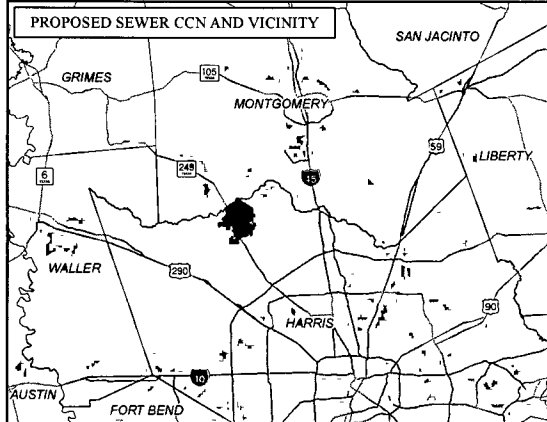 PROPOSED SEWER CCN AND VICINITY
SAN JACINTO
GRIMES
105
MONTGOMERY
59
LIBERTY
249
6
45
WALLER
290
90
HARRIS
10
AUSTIN
FORT BEND